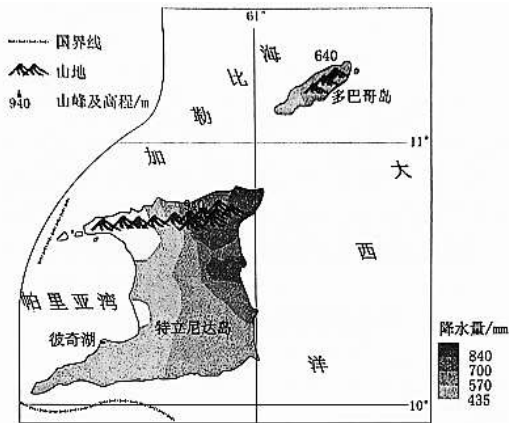 61°
国界线
山地
940 山峰及高程/m
加勒比海
640
多巴哥岛
11°
大西洋
帕里亚湾
彼奇湖
特立尼达岛
降水量/mm
840
700
570
435
10°